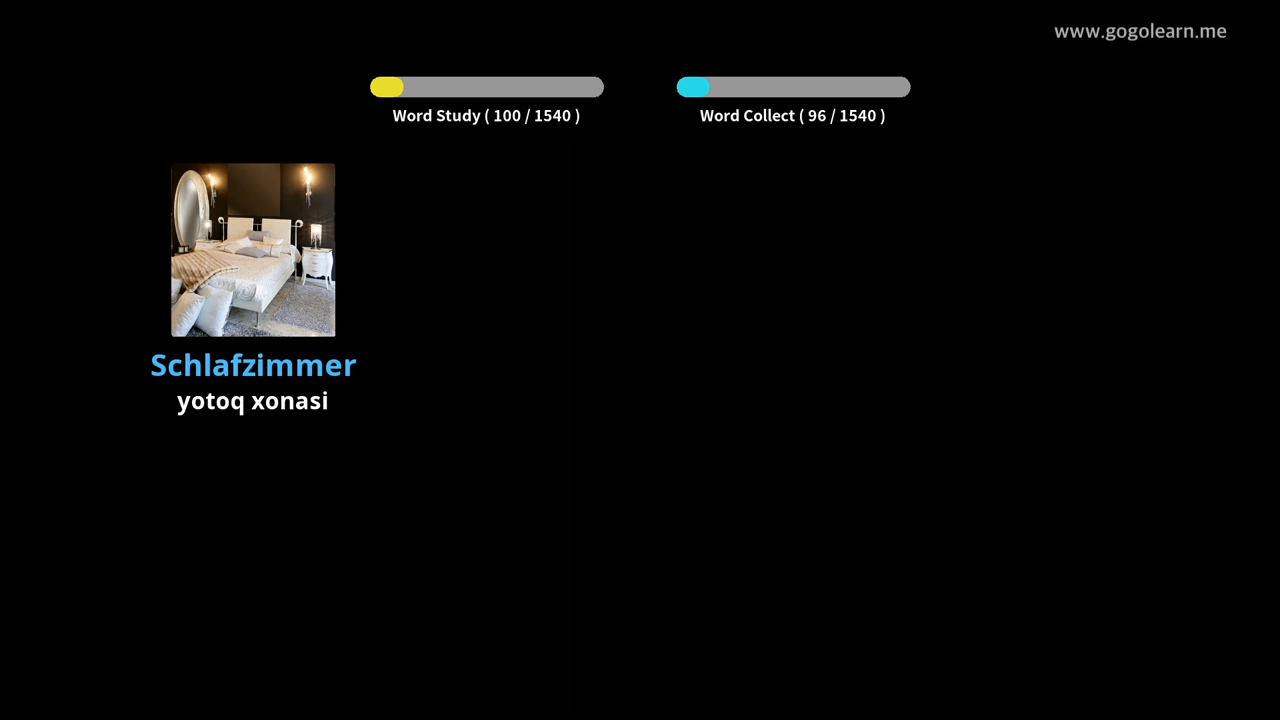 www.gogolearn.me
Word Study ( 100 / 1540 )
Word Collect ( 96 / 1540 )
Schlafzimmer
yotoq xonasi